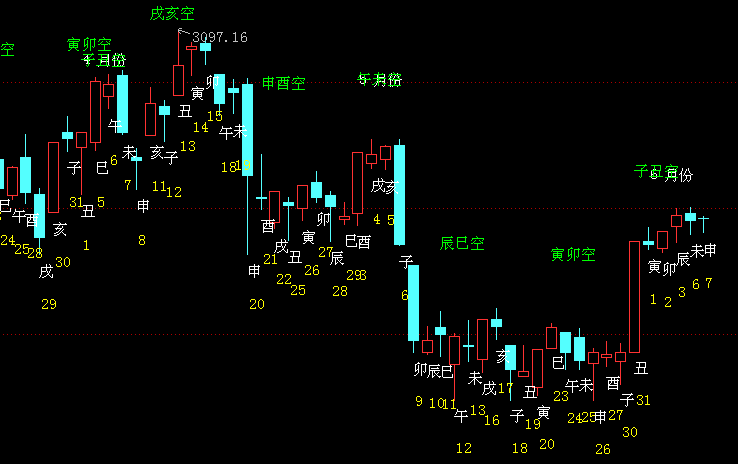 戌亥空
空
寅卯空
3097.16
月份
申酉空
月份
子丑空
6 月份
辰巳空
寅卯空
巳 午 酉 戌 亥 子 丑 巳 午 未 申 亥 子 丑 寅 卯 午 未 申 酉 戌 丑 寅 卯 辰 巳 酉 戌 亥 子 卯 辰 巳 午 未 戌 亥 子 丑 寅 巳 午 未 申 酉 子 丑 寅 卯 辰 未 申
24 25 28 29 30 31 1 5 6 7 8 11 12 13 14 15 18 19 20 21 22 25 26 27 28 29 3 4 5 6 9 10 11 12 13 16 17 18 19 20 23 24 25 26 27 30 31 1 2 3 6 7